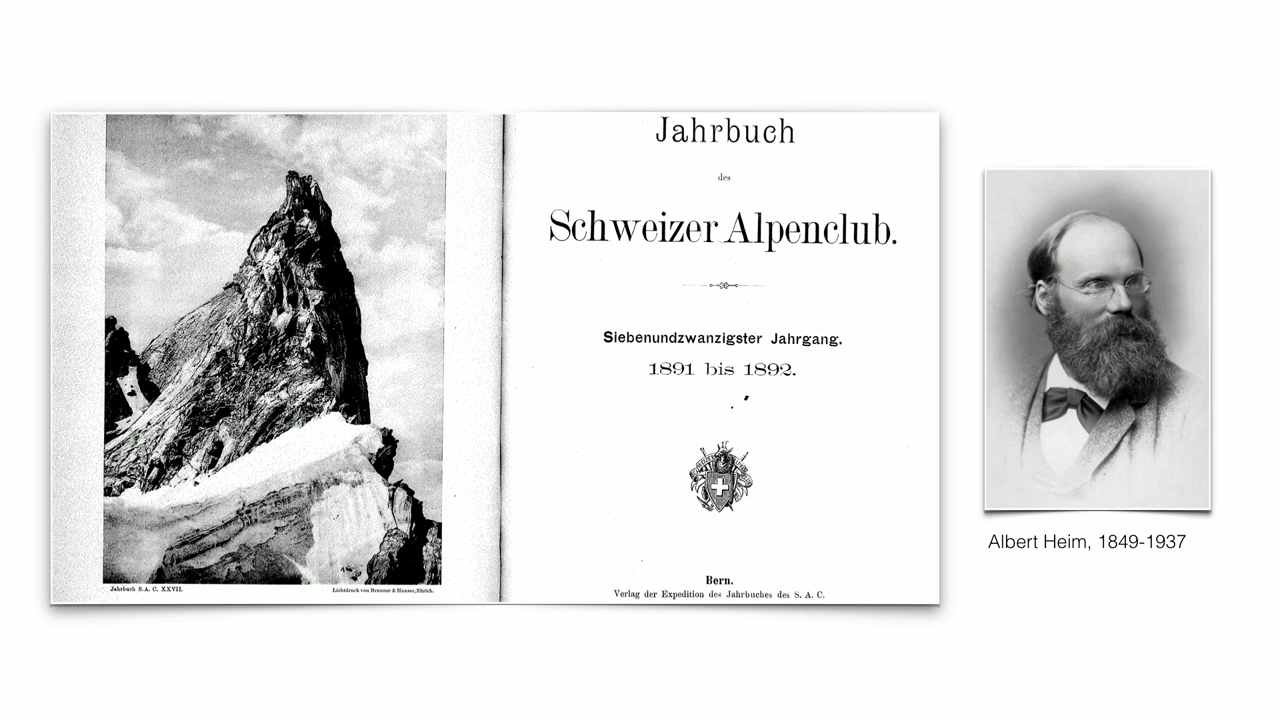 Jahrbuch S.A.C. XXVII.
Lichtdruck von Brunner & Hauser, Zürich.
Jahrbuch
des
Schweizer Alpenclub.
Siebenundzwanzigster Jahrgang.
1891 bis 1892.
Bern.
Verlag der Expedition des Jahrbuches des S. A. C.
Albert Heim, 1849-1937